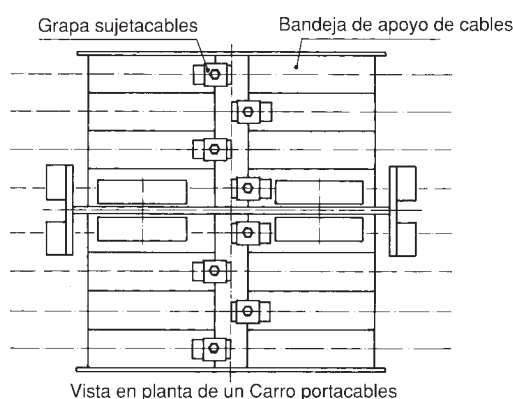 Grapa sujetacables
Bandeja de apoyo de cables
Vista en planta de un Carro portacables